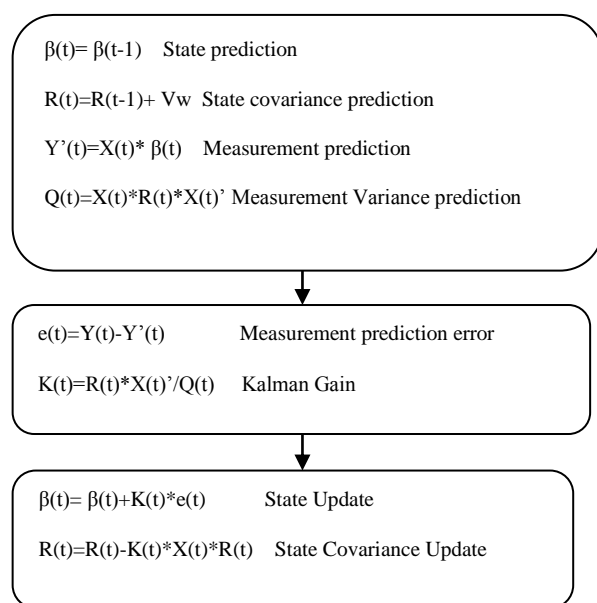 β(t)= β(t-1) State prediction
R(t)=R(t-1)+ Vw State covariance prediction
Y’(t)=X(t)* β(t) Measurement prediction
Q(t)=X(t)*R(t)*X(t)’ Measurement Variance prediction
e(t)=Y(t)-Y’(t) Measurement prediction error
K(t)=R(t)*X(t)’/Q(t) Kalman Gain
β(t)= β(t)+K(t)*e(t) State Update
R(t)=R(t)-K(t)*X(t)*R(t) State Covariance Update